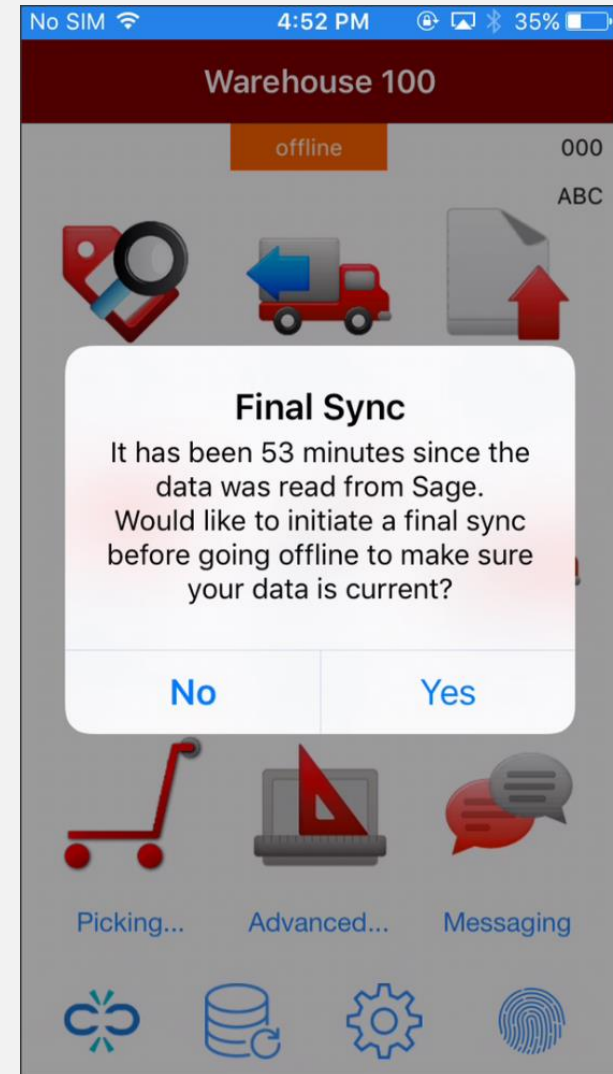 No SIM 4:52 PM 35%
Warehouse 100
offline 000
ABC
Final Sync
It has been 53 minutes since the
data was read from Sage.
Would like to initiate a final sync
before going offline to make sure
your data is current?
No Yes
Picking... Advanced... Messaging